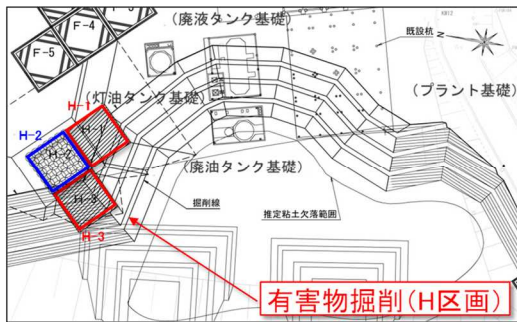 (廃液タンク基礎)
既設杭
N
F-4
F-5
(灯油タンク基礎)
(プラント基礎)
H-1
H-1
H-2
H-2
(廃油タンク基礎)
H-3
掘削線
推定粘土欠落範囲
H-3
有害物掘削(H区画)